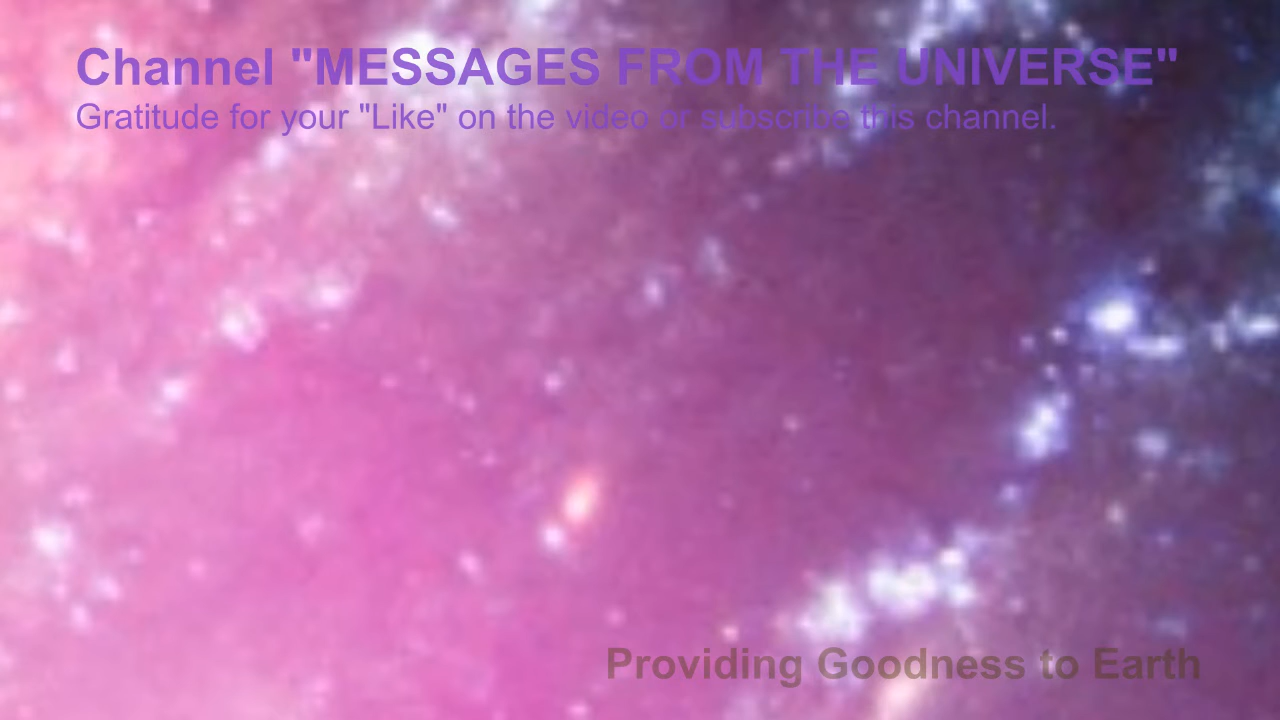 Channel "MESSAGES FROM THE UNIVERSE"
Gratitude for your "Like" on the video or subscribe this channel.
Providing Goodness to Earth